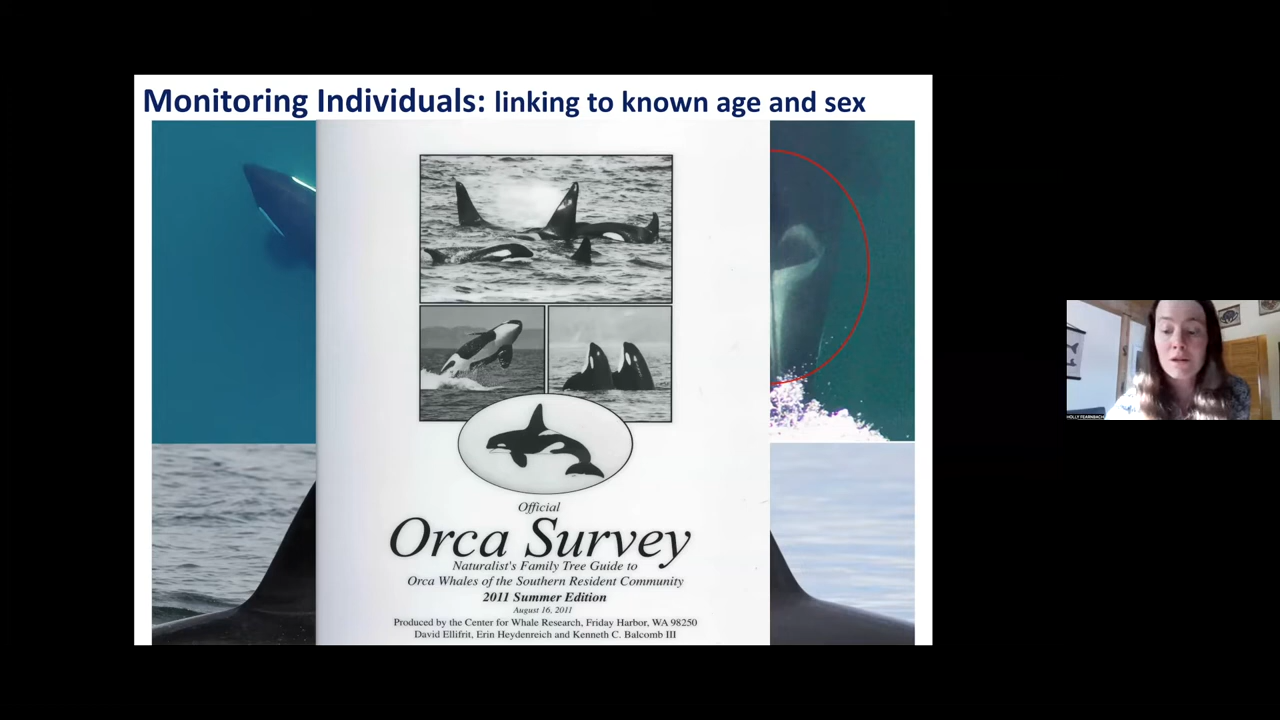 Monitoring Individuals: linking to known age and sex
Official
Orca Survey
Naturalist's Family Tree Guide to
Orca Whales of the Southern Resident Community
2011 Summer Edition
August 16, 2011
Produced by the Center for Whale Research, Friday Harbor, WA 98250
David Ellifrit, Erin Heydenreich and Kenneth C. Balcomb III
HOLLY FEARNBACH